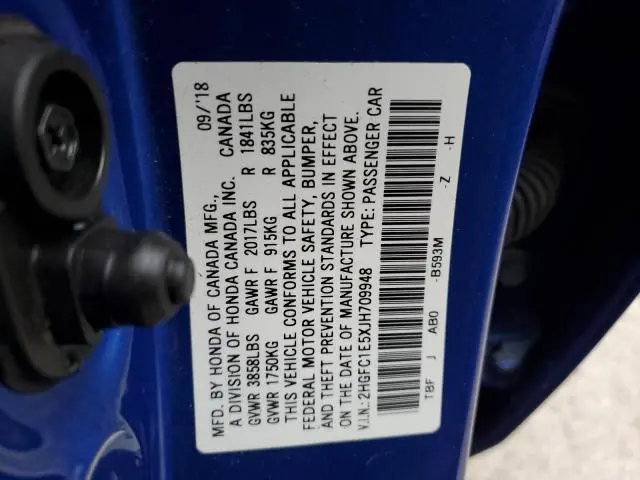 MFD. BY HONDA OF CANADA MFG., 09/'18
A DIVISION OF HONDA CANADA INC. CANADA
GVWR 3858LBS GAWR F 2017LBS R 1841LBS
GVWR 1750KG GAWR F 915KG R 835KG
THIS VEHICLE CONFORMS TO ALL APPLICABLE
FEDERAL MOTOR VEHICLE SAFETY, BUMPER,
AND THEFT PREVENTION STANDARDS IN EFFECT
ON THE DATE OF MANUFACTURE SHOWN ABOVE.
V.I.N.: 2HGFC1E5XJH709948 TYPE: PASSENGER CAR
TBF J AB0 -B593M -Z -H